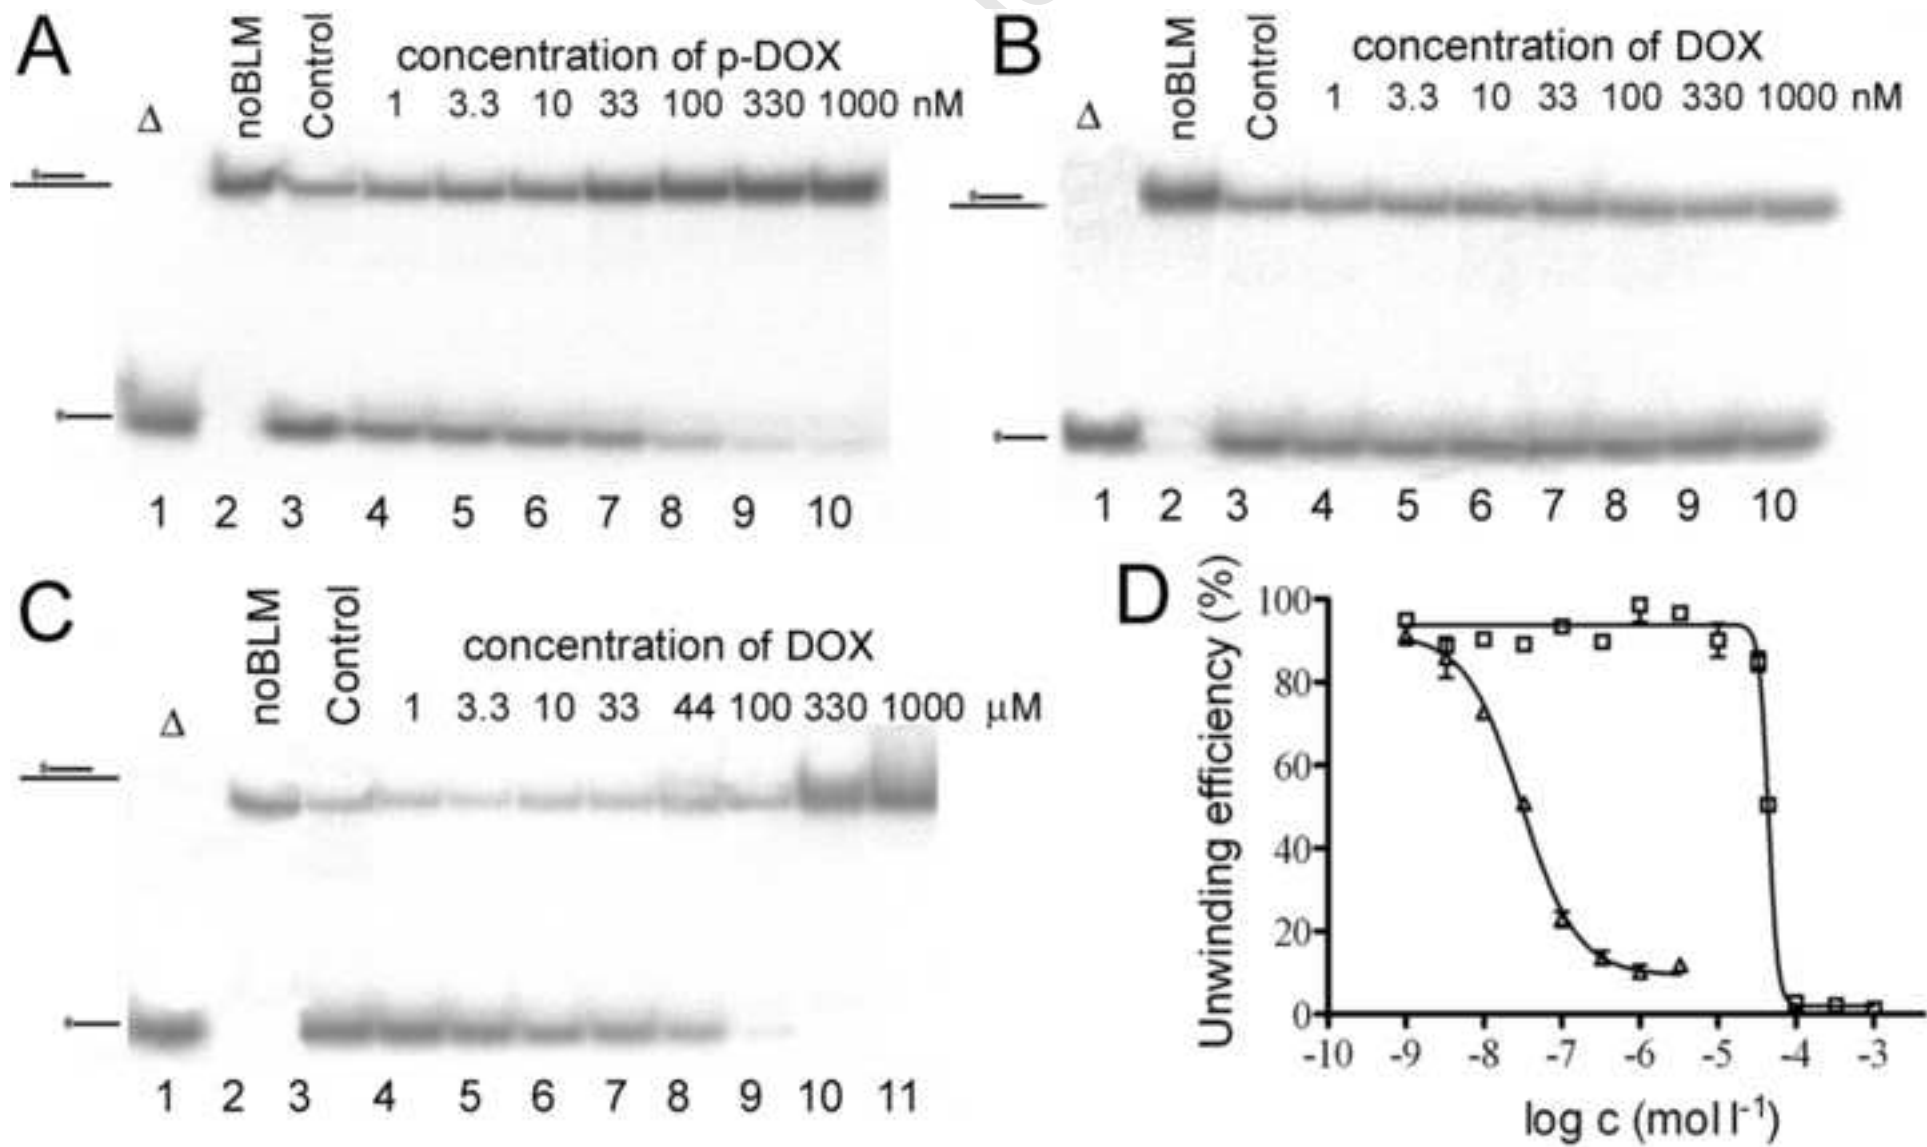 A
noBLM
Control
concentration of p-DOX
Δ
1 3.3 10 33 100 330 1000 nM
1 2 3 4 5 6 7 8 9 10
B
noBLM
Control
concentration of DOX
Δ
1 3.3 10 33 100 330 1000 nM
1 2 3 4 5 6 7 8 9 10
C
noBLM
Control
concentration of DOX
Δ
1 3.3 10 33 44 100 330 1000 μM
1 2 3 4 5 6 7 8 9 10 11
D
Unwinding efficiency (%)
100
80
60
40
20
0
-10 -9 -8 -7 -6 -5 -4 -3
log c (mol l⁻¹)